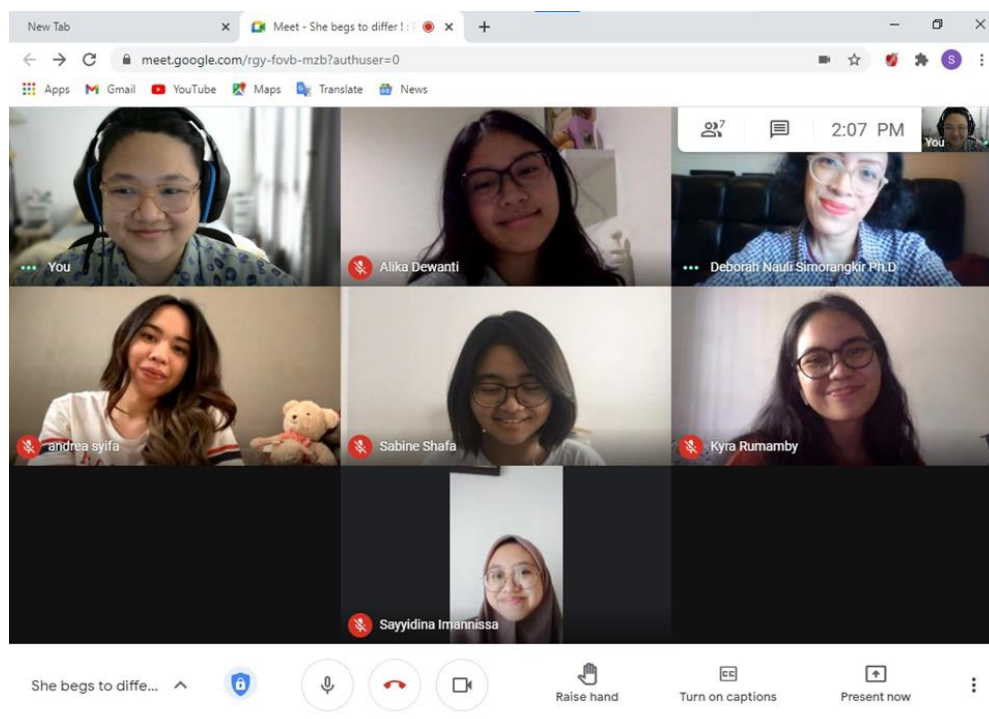 New Tab
Meet - She begs to differ ! :
meet.google.com/rgy-fovb-mzb?authuser=0
S
Apps
Gmail
YouTube
Maps
Translate
News
7
2:07 PM
You
You
Alika Dewanti
Deborah Nauli Simorangkir Ph.D
andrea syifa
Sabine Shafa
Kyra Rumamby
Sayyidina Imannissa
She begs to diffe...
Raise hand
CC
Turn on captions
Present now